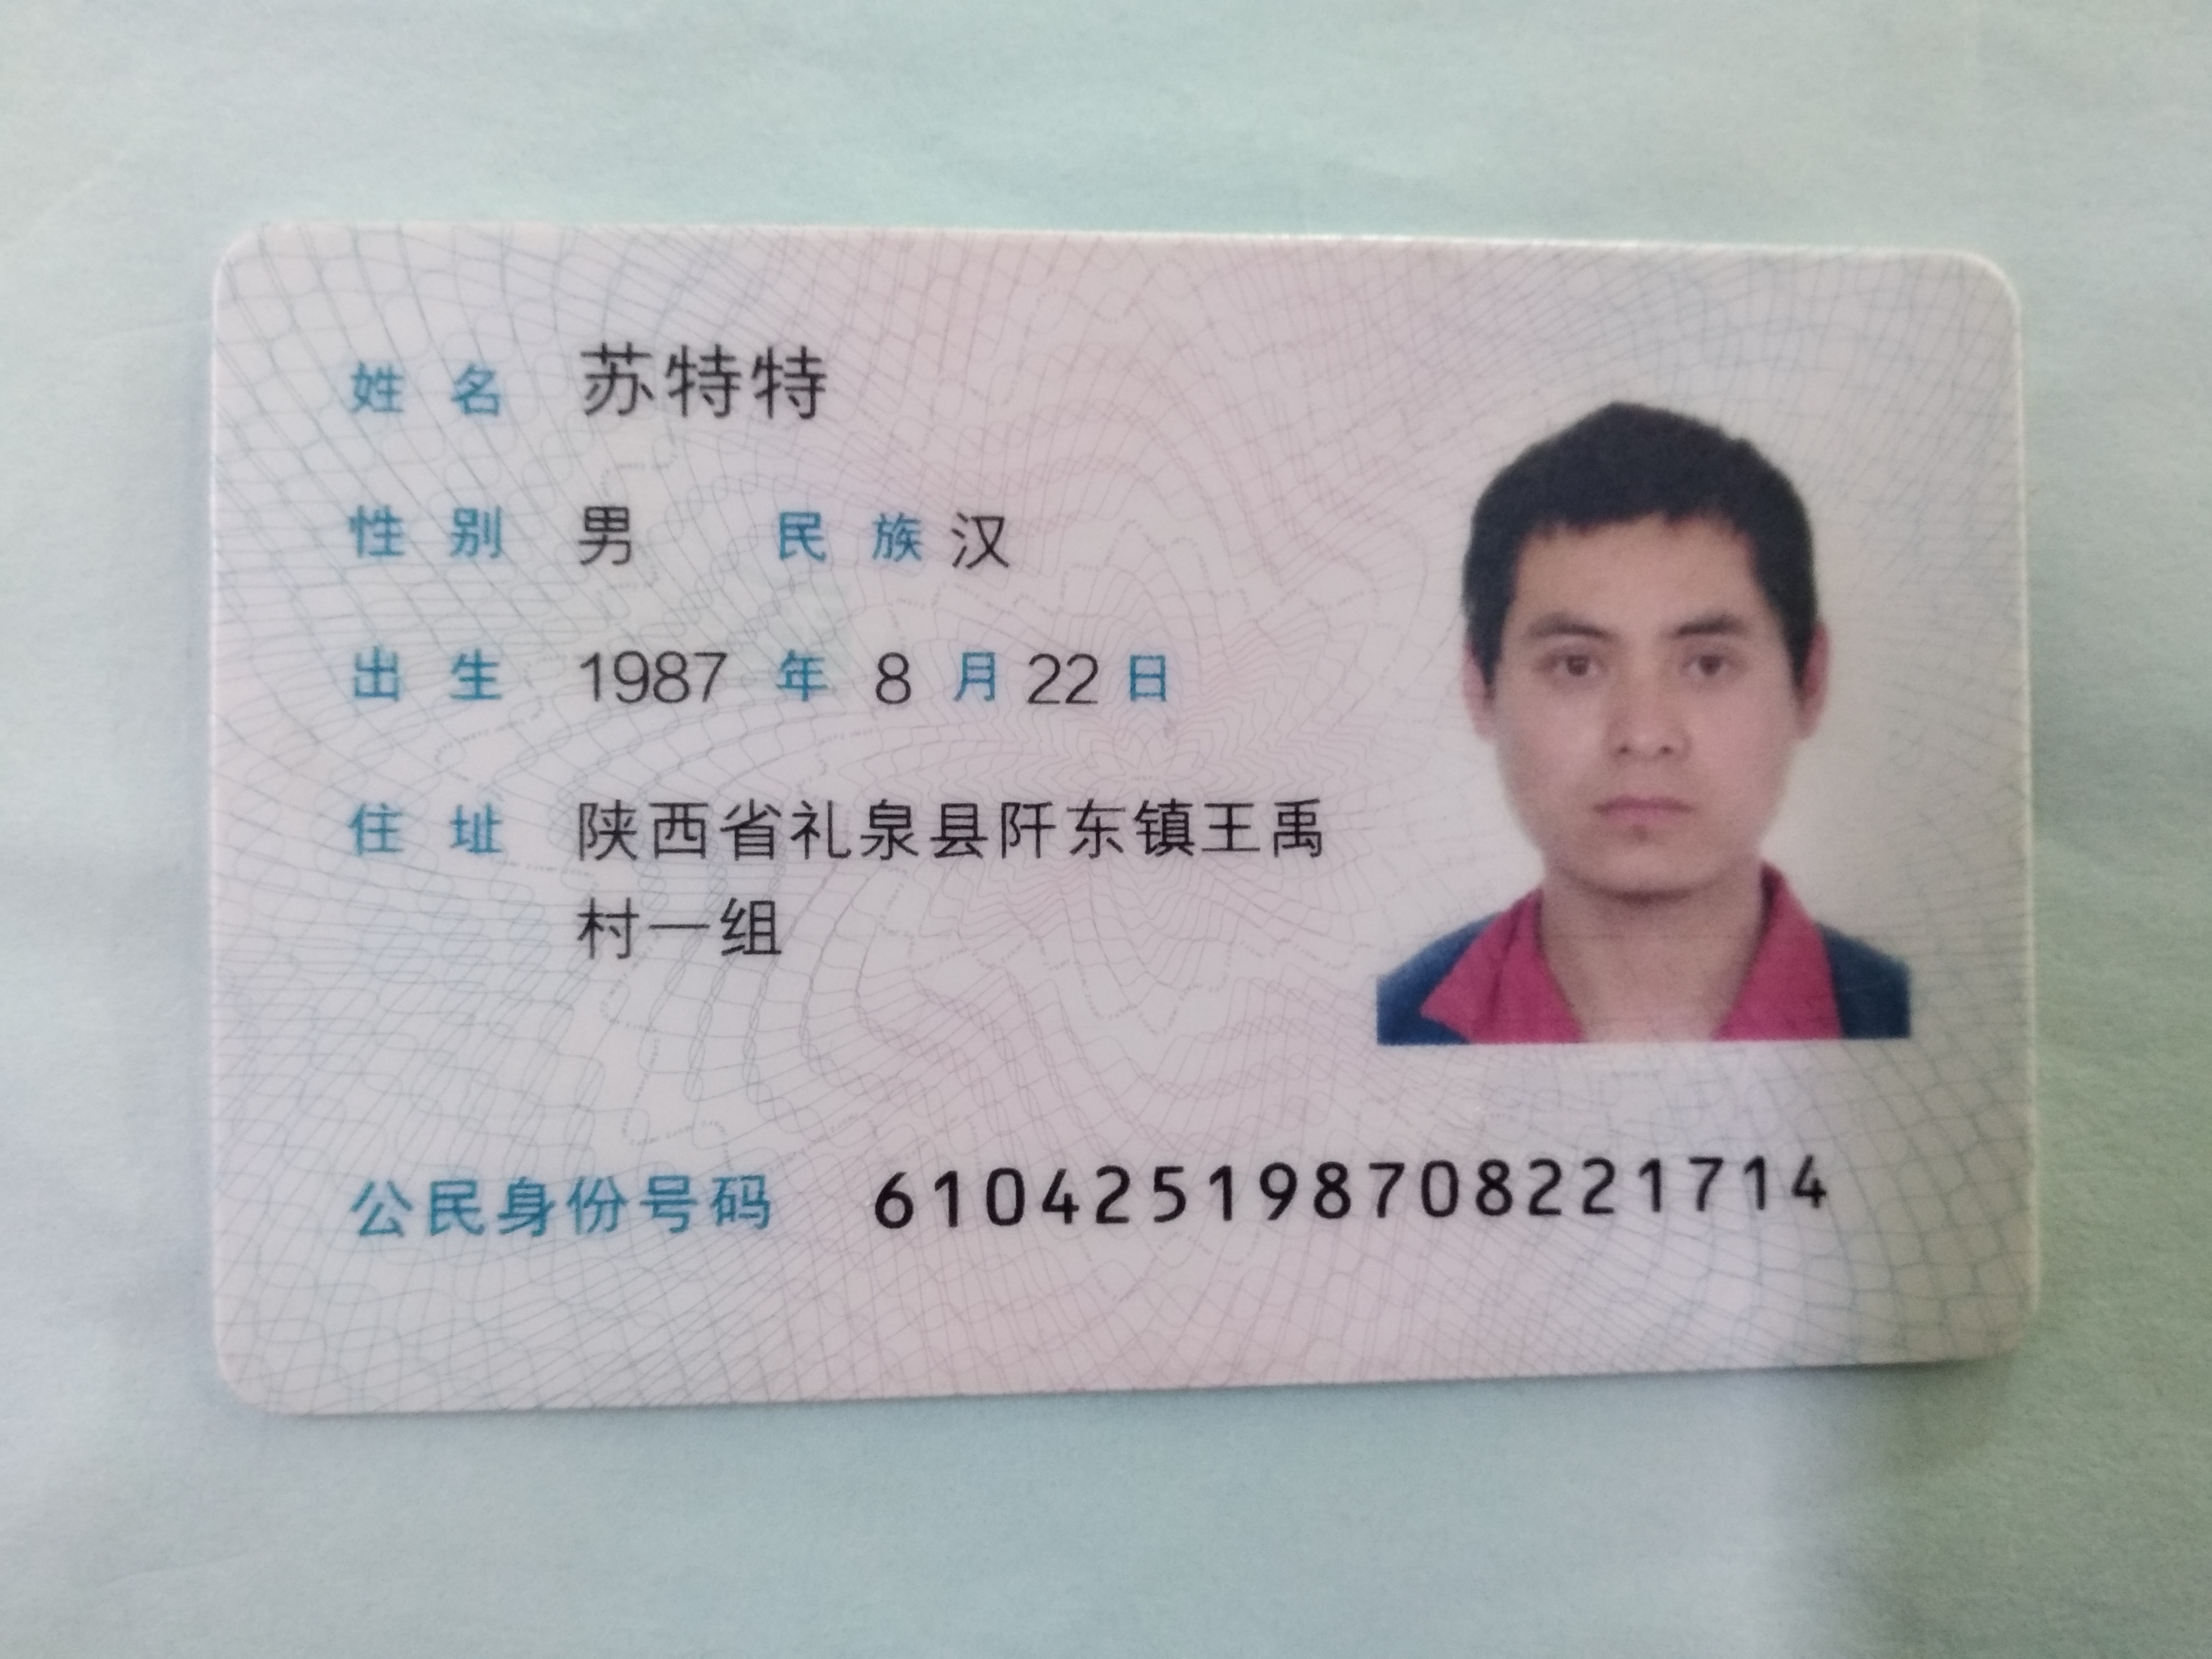 姓名 苏特特
性别 男 民族 汉
出生 1987 年 8 月 22 日
住址 陕西省礼泉县阡东镇王禹
村一组
公民身份号码 610425198708221714